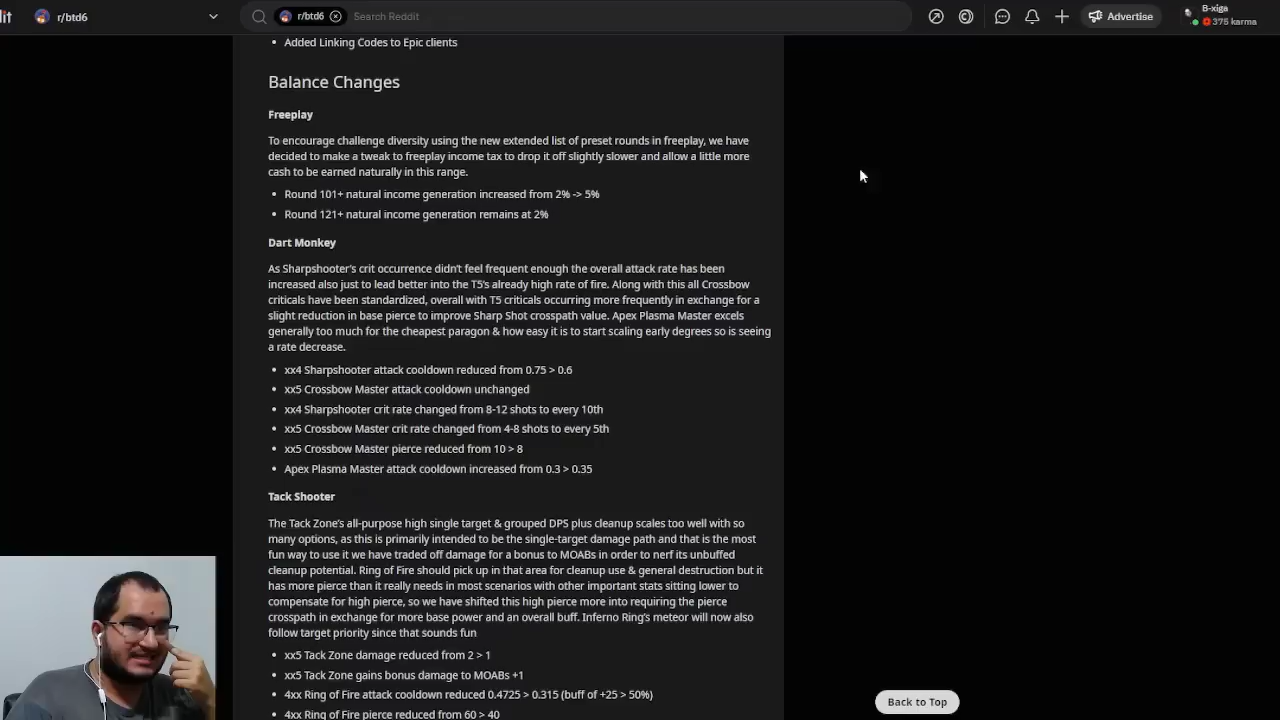 r/btd6
r/btd6
Search Reddit
Advertise
B-xiga
375 karma
• Added Linking Codes to Epic clients
Balance Changes
Freeplay
To encourage challenge diversity using the new extended list of preset rounds in freeplay, we have
decided to make a tweak to freeplay income tax to drop it off slightly slower and allow a little more
cash to be earned naturally in this range.
• Round 101+ natural income generation increased from 2% -> 5%
• Round 121+ natural income generation remains at 2%
Dart Monkey
As Sharpshooter's crit occurrence didn't feel frequent enough the overall attack rate has been
increased also just to lead better into the T5's already high rate of fire. Along with this all Crossbow
criticals have been standardized, overall with T5 criticals occurring more frequently in exchange for a
slight reduction in base pierce to improve Sharp Shot crosspath value. Apex Plasma Master excels
generally too much for the cheapest paragon & how easy it is to start scaling early degrees so is seeing
a rate decrease.
• xx4 Sharpshooter attack cooldown reduced from 0.75 > 0.6
• xx5 Crossbow Master attack cooldown unchanged
• xx4 Sharpshooter crit rate changed from 8-12 shots to every 10th
• xx5 Crossbow Master crit rate changed from 4-8 shots to every 5th
• xx5 Crossbow Master pierce reduced from 10 > 8
• Apex Plasma Master attack cooldown increased from 0.3 > 0.35
Tack Shooter
The Tack Zone's all-purpose high single target & grouped DPS plus cleanup scales too well with so
many options, as this is primarily intended to be the single-target damage path and that is the most
fun way to use it we have traded off damage for a bonus to MOABs in order to nerf its unbuffed
cleanup potential. Ring of Fire should pick up in that area for cleanup use & general destruction but it
has more pierce than it really needs in most scenarios with other important stats sitting lower to
compensate for high pierce, so we have shifted this high pierce more into requiring the pierce
crosspath in exchange for more base power and an overall buff. Inferno Ring's meteor will now also
follow target priority since that sounds fun
• xx5 Tack Zone damage reduced from 2 > 1
• xx5 Tack Zone gains bonus damage to MOABs +1
• 4xx Ring of Fire attack cooldown reduced 0.4725 > 0.315 (buff of +25 > 50%)
• 4xx Ring of Fire pierce reduced from 60 > 40
Back to Top